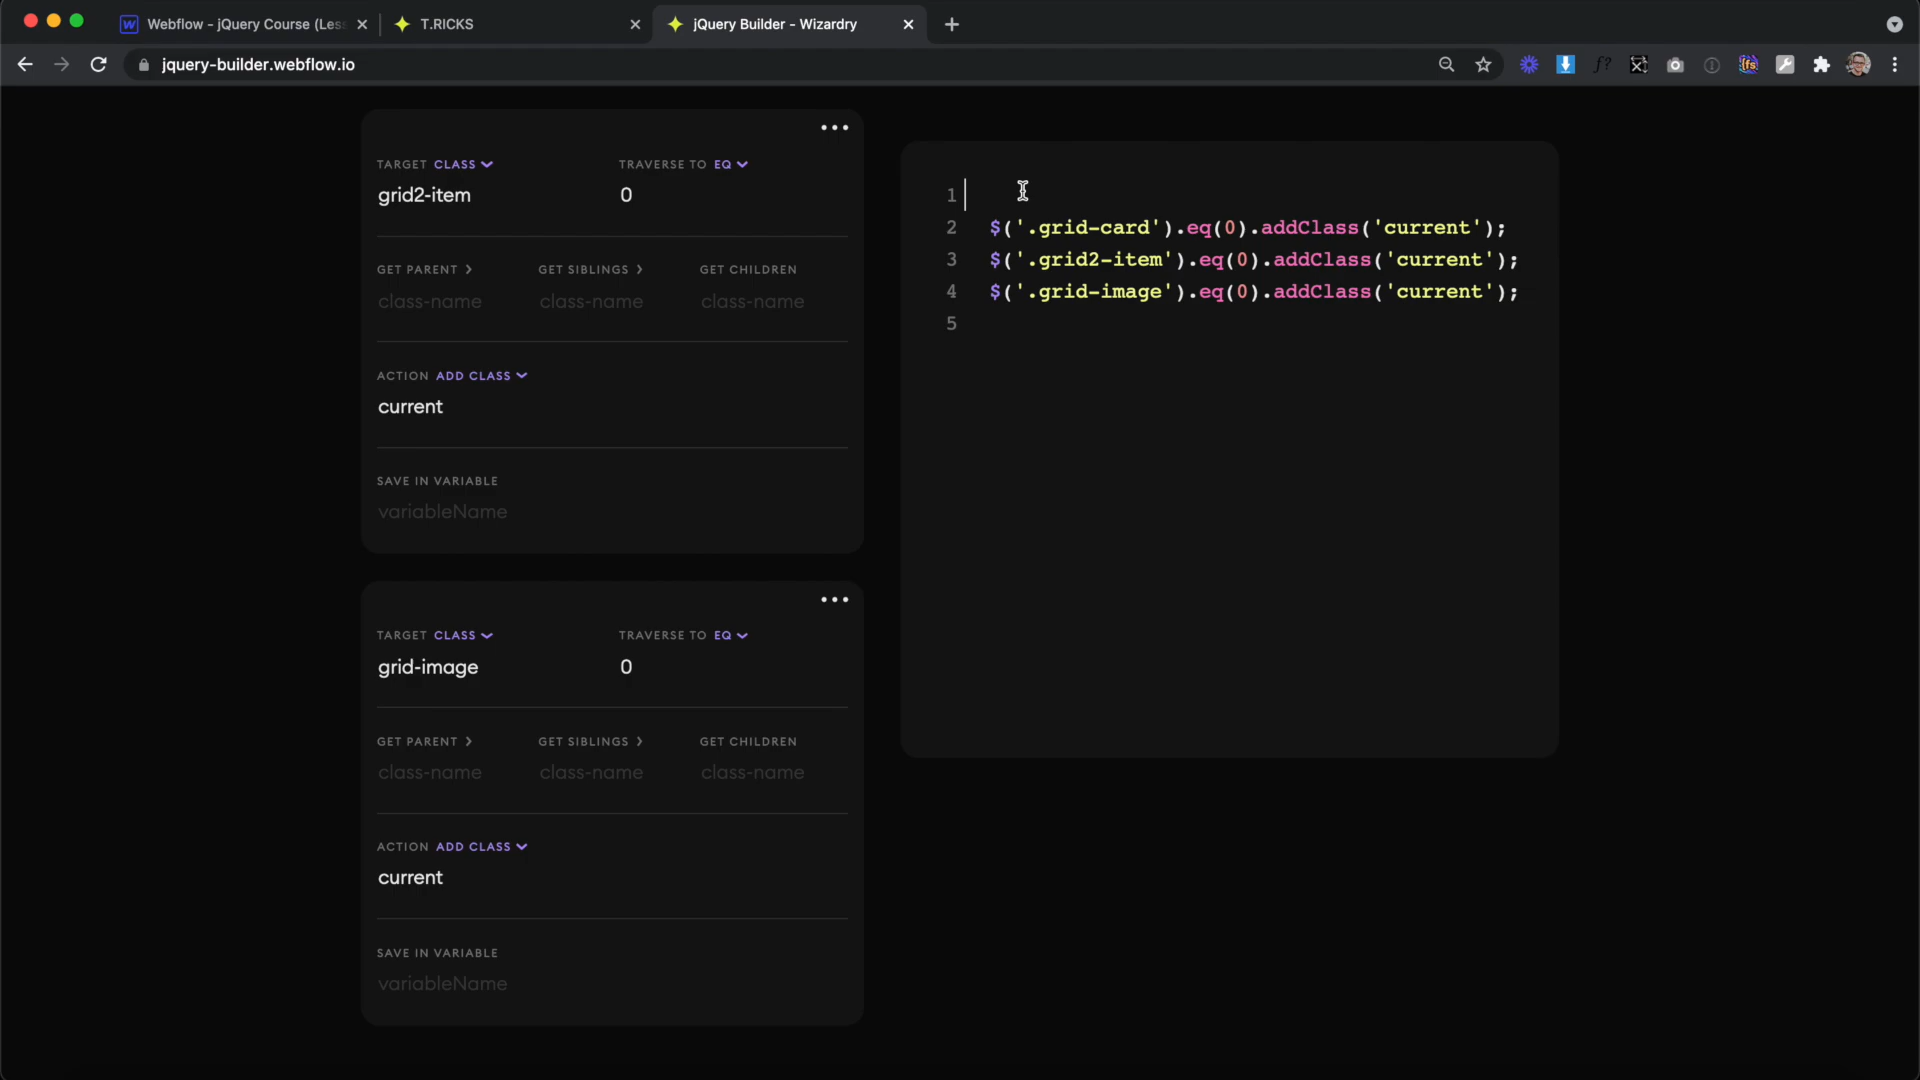 Webflow - jQuery Course (Les
T.RICKS
jQuery Builder - Wizardry
jquery-builder.webflow.io
TARGET CLASS
TRAVERSE TO EQ
grid2-item
0
GET PARENT
GET SIBLINGS
GET CHILDREN
class-name
class-name
class-name
ACTION ADD CLASS
current
SAVE IN VARIABLE
variableName
TARGET CLASS
TRAVERSE TO EQ
grid-image
0
GET PARENT
GET SIBLINGS
GET CHILDREN
class-name
class-name
class-name
ACTION ADD CLASS
current
SAVE IN VARIABLE
variableName
1
2 $('.grid-card').eq(0).addClass('current');
3 $('.grid2-item').eq(0).addClass('current');
4 $('.grid-image').eq(0).addClass('current');
5